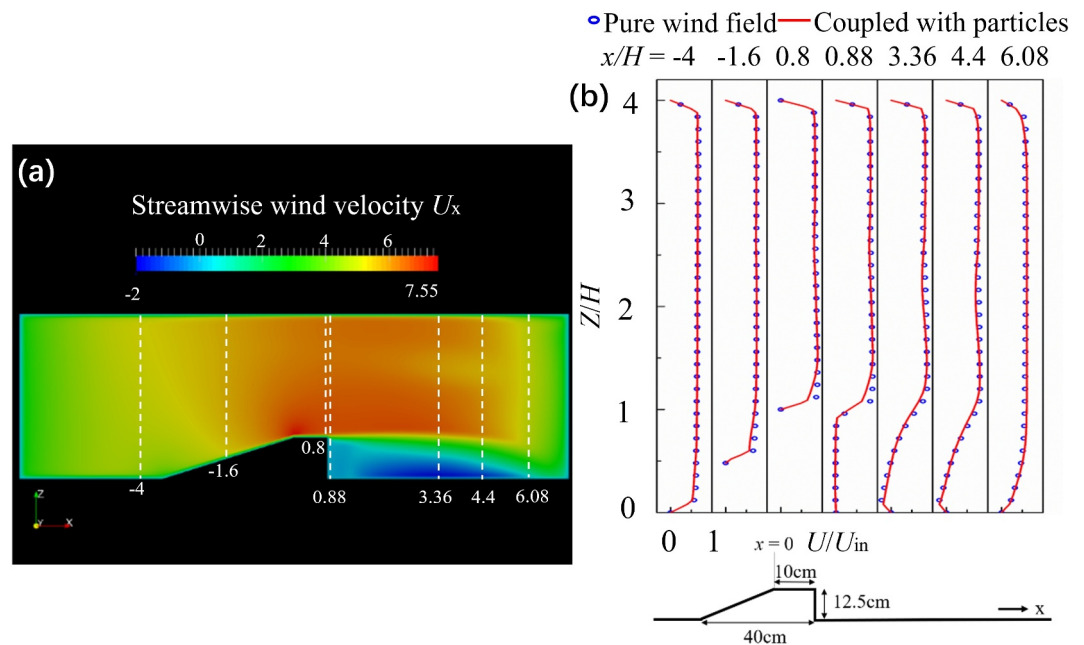 Pure wind field Coupled with particles
x/H = -4 -1.6 0.8 0.88 3.36 4.4 6.08
(b)
4
3
2
1
0
Z/H
0 1 U/Uin
x = 0
10cm
12.5cm
x
40cm
(a)
Streamwise wind velocity Ux
0 2 4 6
-2 7.55
0.8
-1.6
-4 0.88 3.36 4.4 6.08
Z
Y X